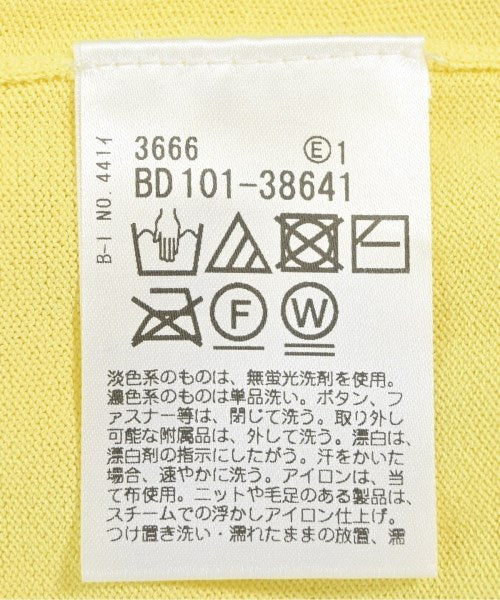 3666 Ⓔ1
BD101-38641
B-I NO.441イ
F W
淡色系のものは、無蛍光洗剤を使用。
濃色系のものは単品洗い。ボタン、フ
ァスナー等は、閉じて洗う。取り外し
可能な附属品は、外して洗う。漂白は、
漂白剤の指示にしたがう。汗をかいた
場合、速やかに洗う。アイロンは、当
て布使用。ニットや毛足のある製品は、
スチームでの浮かしアイロン仕上げ。
つけ置き洗い・濡れたままの放置、濡